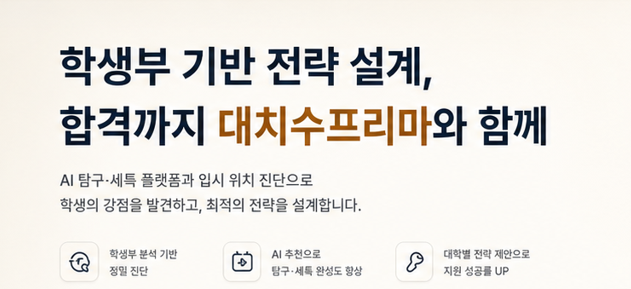 학생부 기반 전략 설계,
합격까지 대치수프리마와 함께
AI 탐구·세특 플랫폼과 입시 위치 진단으로
학생의 강점을 발견하고, 최적의 전략을 설계합니다.
학생부 분석 기반
정밀 진단
AI 추천으로
탐구·세특 완성도 향상
대학별 전략 제안으로
지원 성공률 UP